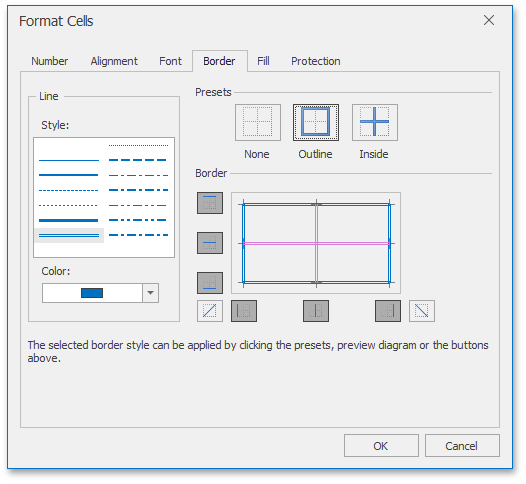 Format Cells
Number Alignment Font Border Fill Protection
Line
Style:
Color:
Presets
None Outline Inside
Border
The selected border style can be applied by clicking the presets, preview diagram or the buttons
above.
OK Cancel